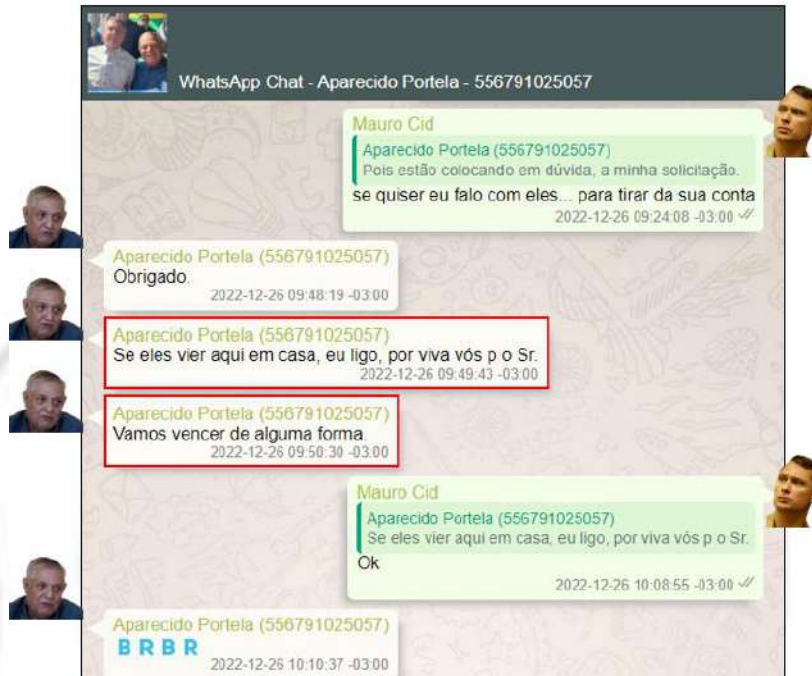 WhatsApp Chat - Aparecido Portela - 556791025057
Mauro Cid
Aparecido Portela (556791025057)
Pois estão colocando em dúvida, a minha solicitação.
se quiser eu falo com eles... para tirar da sua conta
2022-12-26 09:24:08 -03:00
Aparecido Portela (556791025057)
Obrigado.
2022-12-26 09:48:19 -03:00
Aparecido Portela (556791025057)
Se eles vier aqui em casa, eu ligo, por viva vós p o Sr.
2022-12-26 09:49:43 -03:00
Aparecido Portela (556791025057)
Vamos vencer de alguma forma.
2022-12-26 09:50:30 -03:00
Mauro Cid
Aparecido Portela (556791025057)
Se eles vier aqui em casa, eu ligo, por viva vós p o Sr.
Ok
2022-12-26 10:08:55 -03:00
Aparecido Portela (556791025057)
B R B R
2022-12-26 10:10:37 -03:00